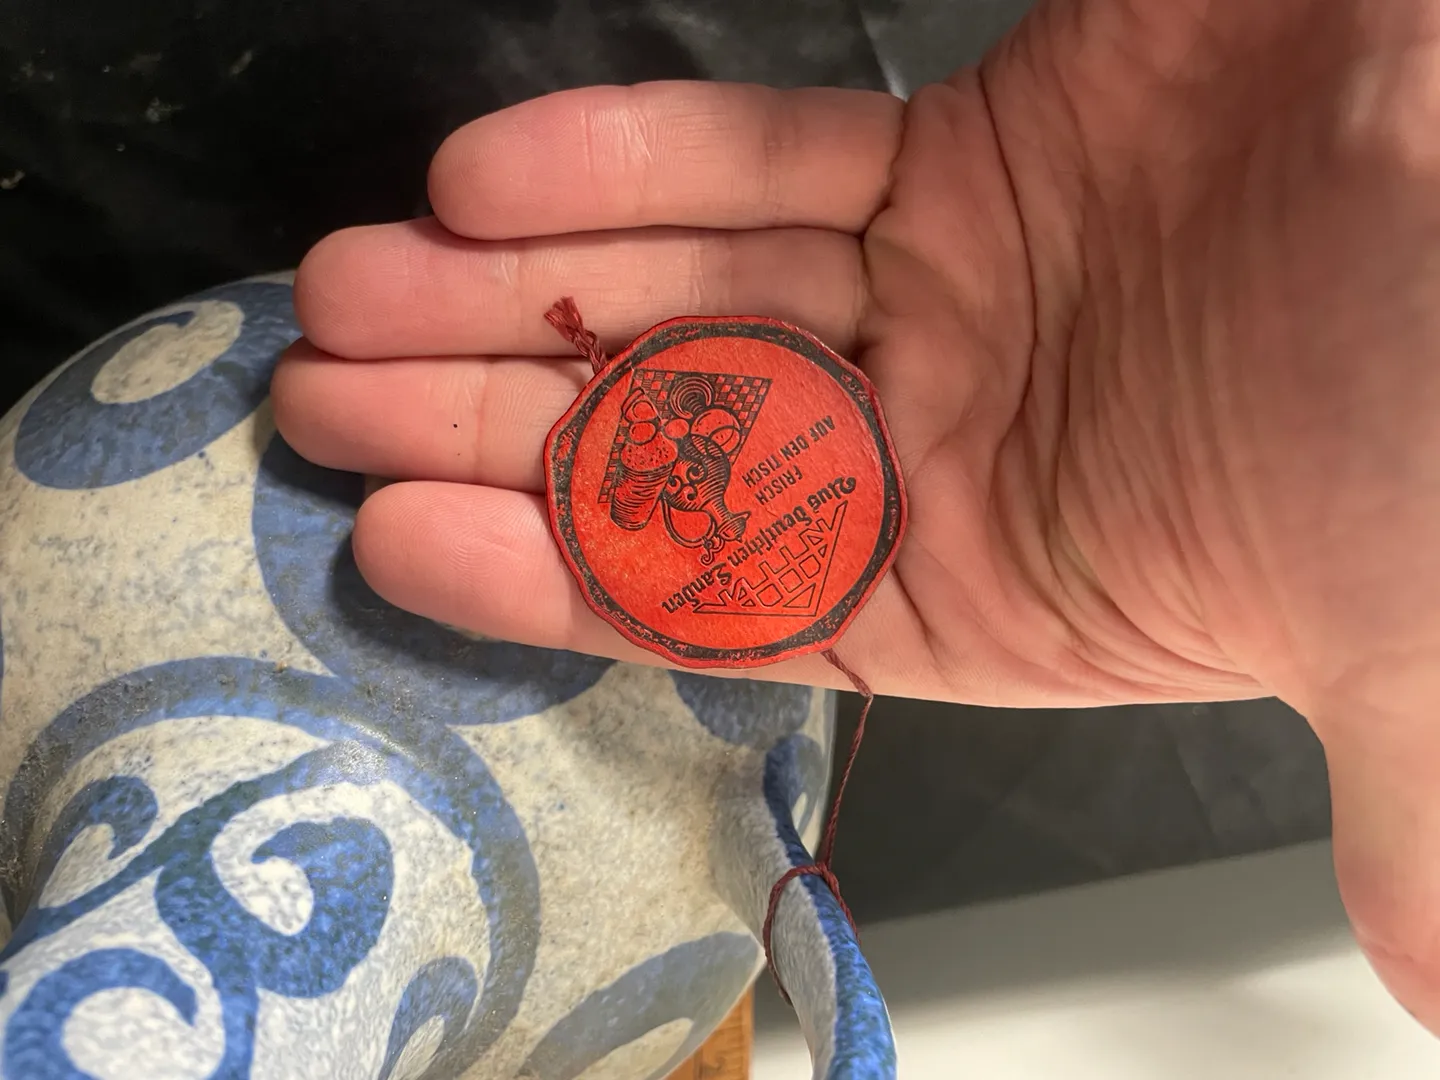 Aus deutschen Landen
FRISCH
AUF DEN TISCH